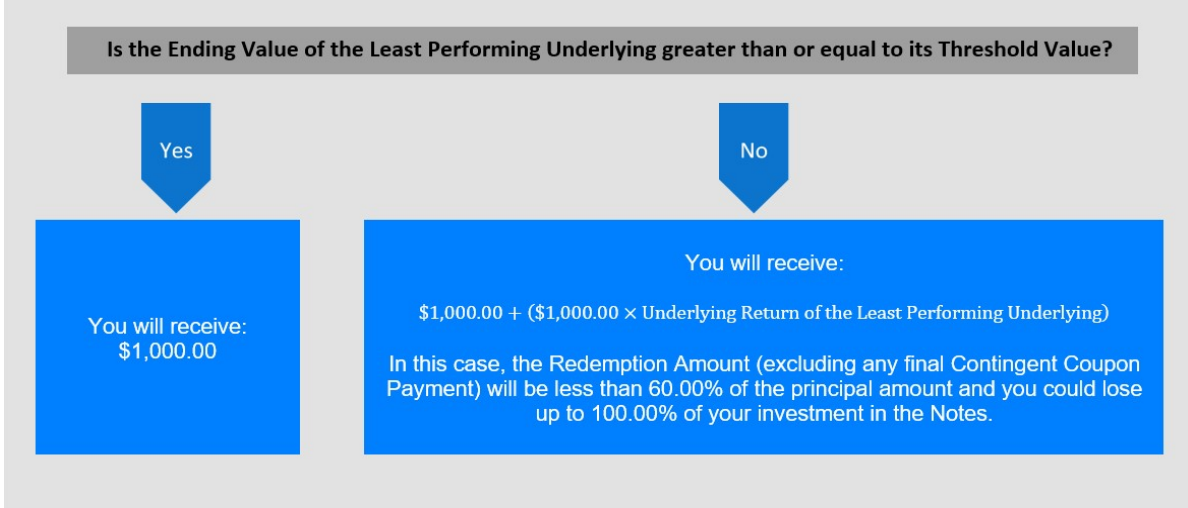 Is the Ending Value of the Least Performing Underlying greater than or equal to its Threshold Value?
Yes
No
You will receive:
$1,000.00
You will receive:
$1,000.00 + ($1,000.00 × Underlying Return of the Least Performing Underlying)
In this case, the Redemption Amount (excluding any final Contingent Coupon
Payment) will be less than 60.00% of the principal amount and you could lose
up to 100.00% of your investment in the Notes.